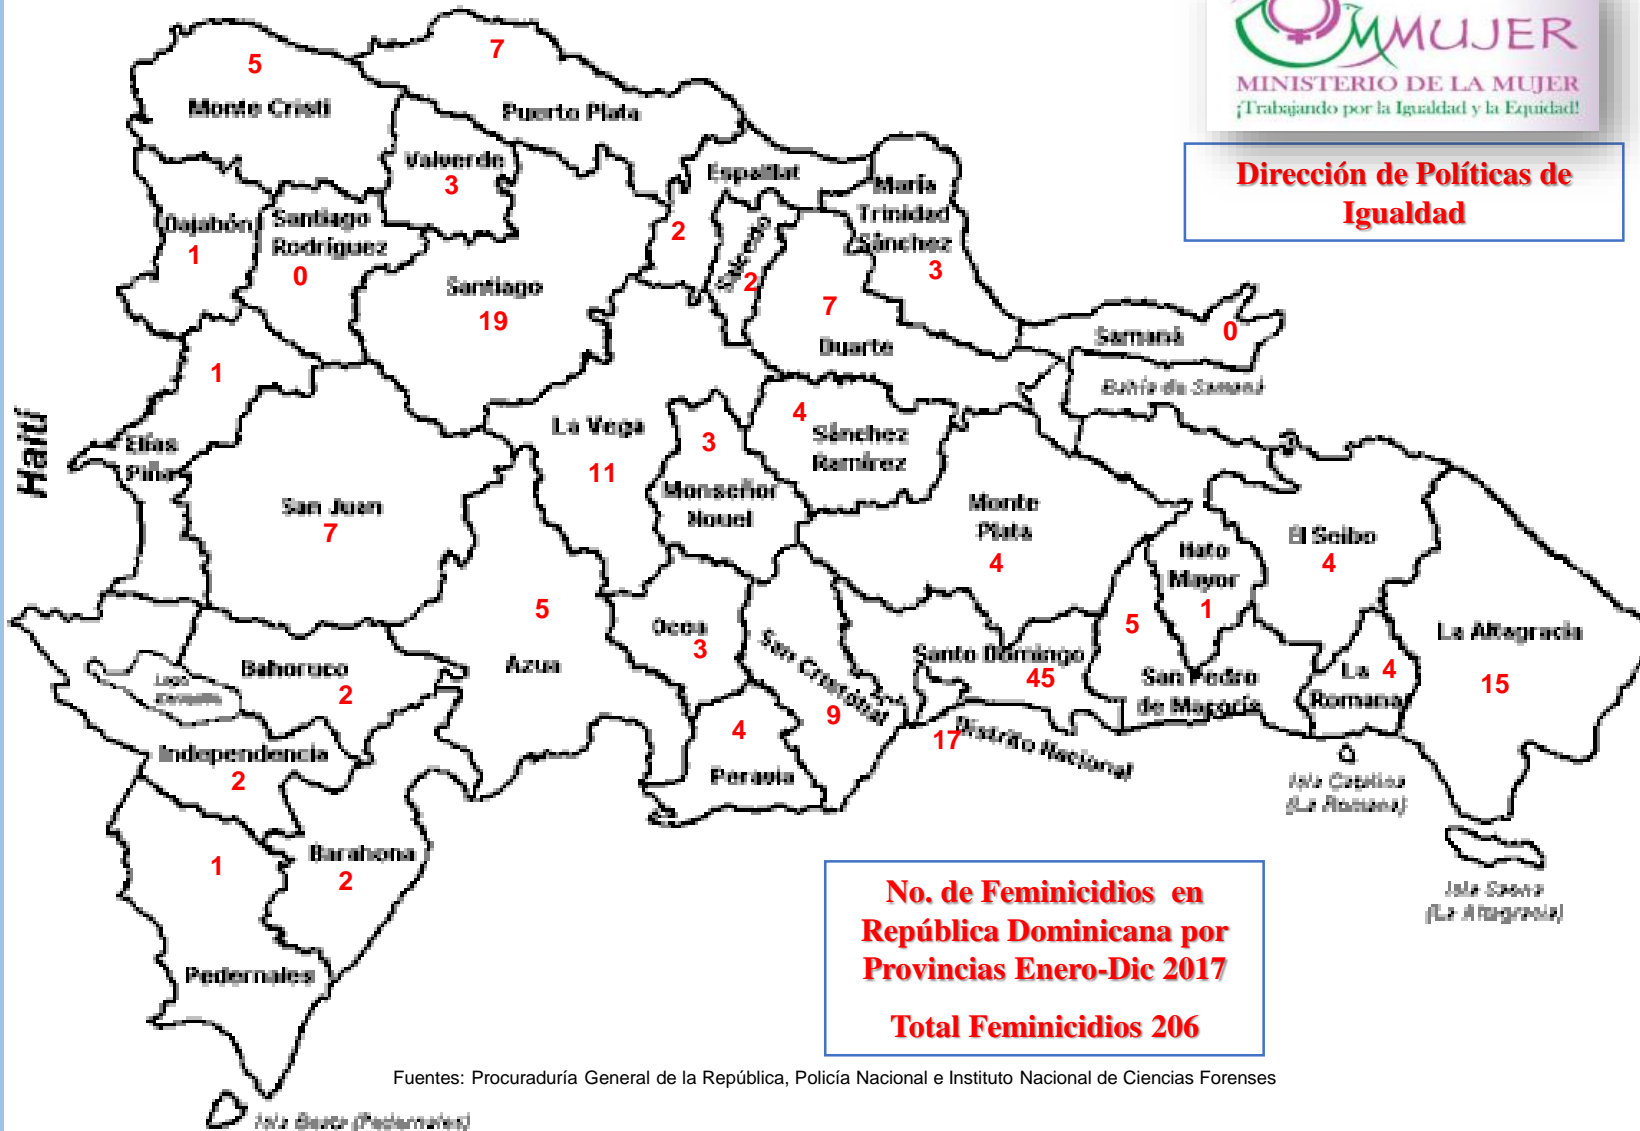 MUJER
MINISTERIO DE LA MUJER
¡Trabajando por la Igualdad y la Equidad!
Dirección de Políticas de
Igualdad
5
Monte Cristi
7
Puerto Plata
Valverde
3
Espaillat
2
María
Trinidad
Sánchez
3
Dajabón
1
Santiago
Rodríguez
0
Santiago
19
Salcedo
2
7
Duarte
Samaná
0
Bahía de Samaná
Haití
1
Elías
Piña
La Vega
11
3
Monseñor
Nouel
4
Sánchez
Ramírez
San Juan
7
Monte
Plata
4
Hato
Mayor
1
El Seibo
4
5
Azua
Ocoa
3
San Cristóbal
9
Santo Domingo
45
5
San Pedro
de Macorís
La
Romana
4
La Altagracia
15
Bahoruco
2
Lago
Independencia
2
4
Peravia
17
Distrito Nacional
Isla Catalina
(La Romana)
1
Pedernales
Barahona
2
Isla Saona
(La Altagracia)
No. de Feminicidios en
República Dominicana por
Provincias Enero-Dic 2017
Total Feminicidios 206
Fuentes: Procuraduría General de la República, Policía Nacional e Instituto Nacional de Ciencias Forenses
Isla Beata (Pedernales)